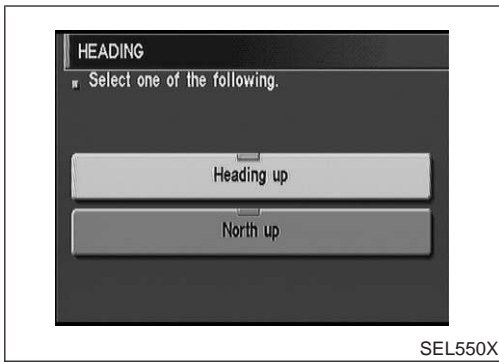 HEADING
Select one of the following.
Heading up
North up
SEL550X